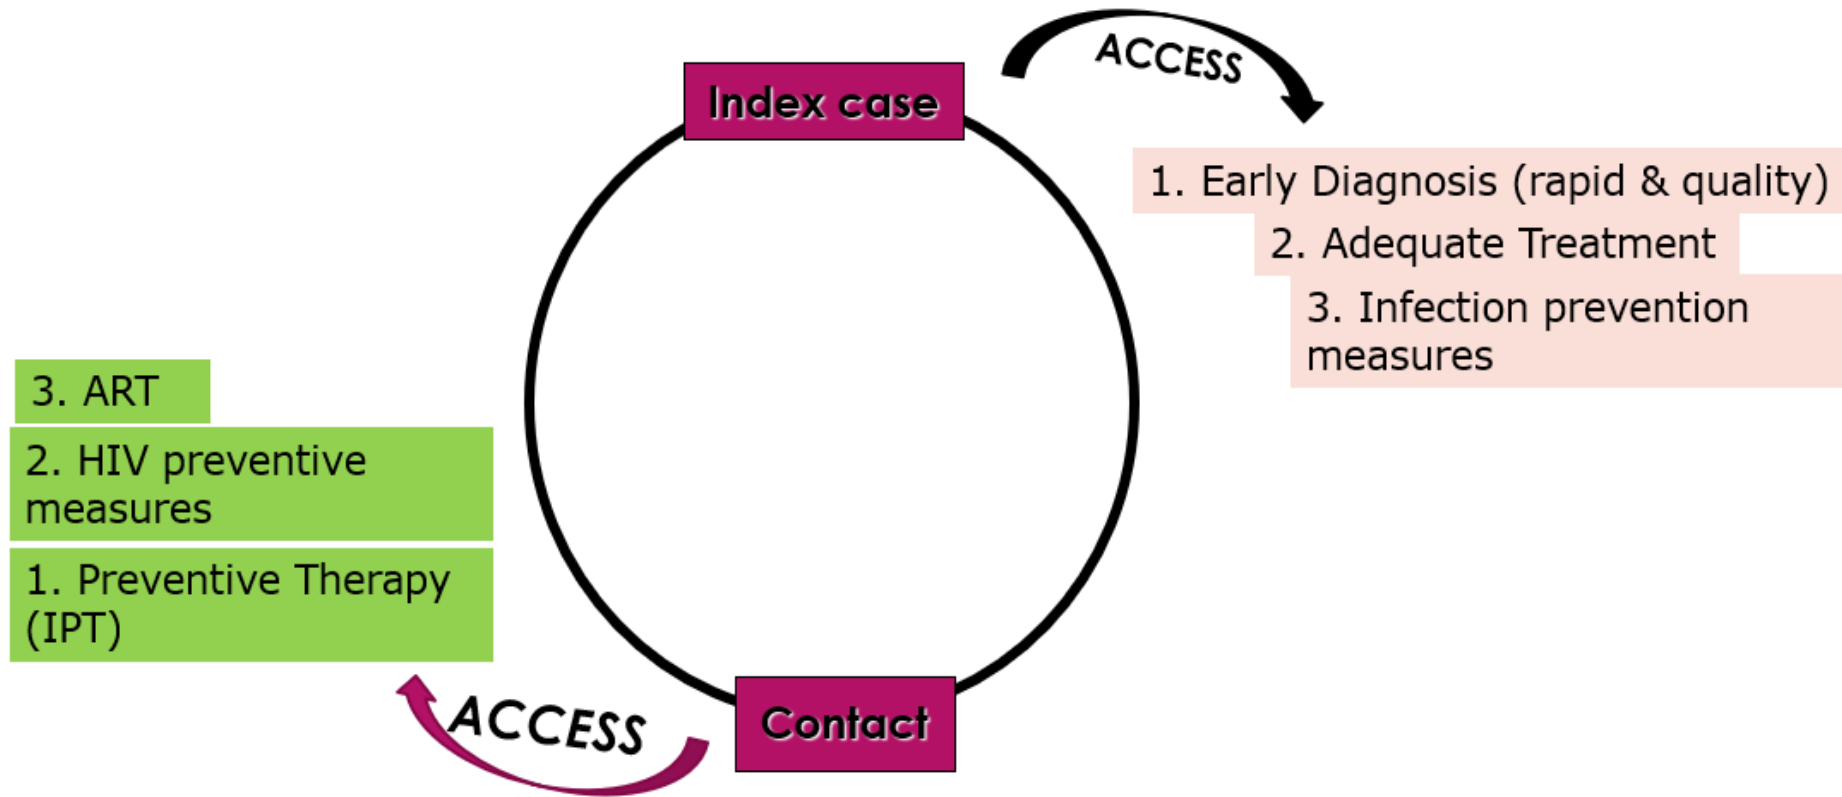 Index case
ACCESS
1. Early Diagnosis (rapid & quality)
2. Adequate Treatment
3. Infection prevention
measures
3. ART
2. HIV preventive
measures
1. Preventive Therapy
(IPT)
ACCESS
Contact